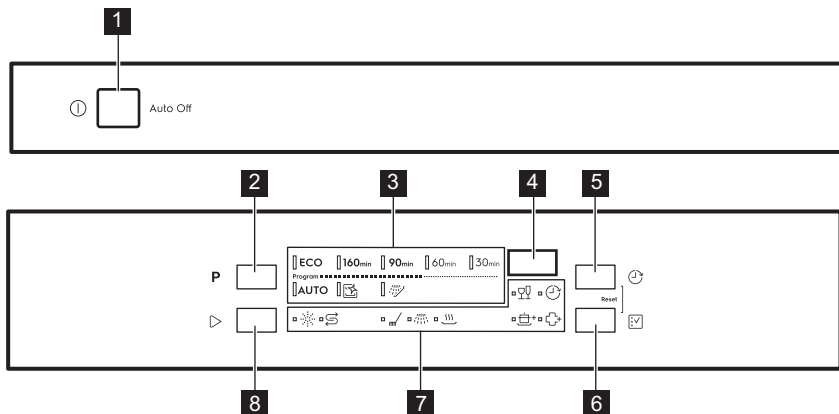 1
Auto Off
2 3 4 5
ECO 160min 90min 60min 30min
P
Program
AUTO
Reset
8 7 6